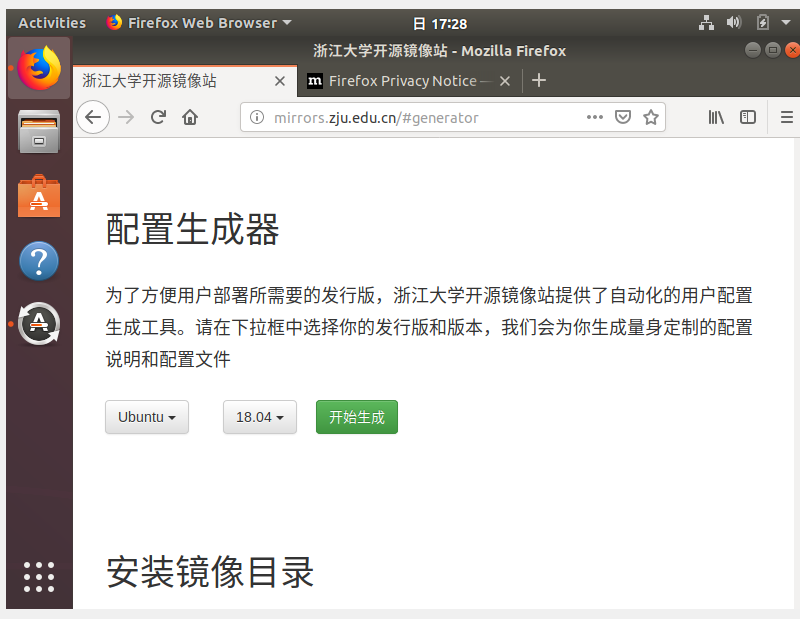 Activities Firefox Web Browser 日 17:28
浙江大学开源镜像站 - Mozilla Firefox
浙江大学开源镜像站 Firefox Privacy Notice —
mirrors.zju.edu.cn/#generator
配置生成器
为了方便用户部署所需要的发行版，浙江大学开源镜像站提供了自动化的用户配置
生成工具。请在下拉框中选择你的发行版和版本，我们会为你生成量身定制的配置
说明和配置文件
Ubuntu 18.04 开始生成
安装镜像目录